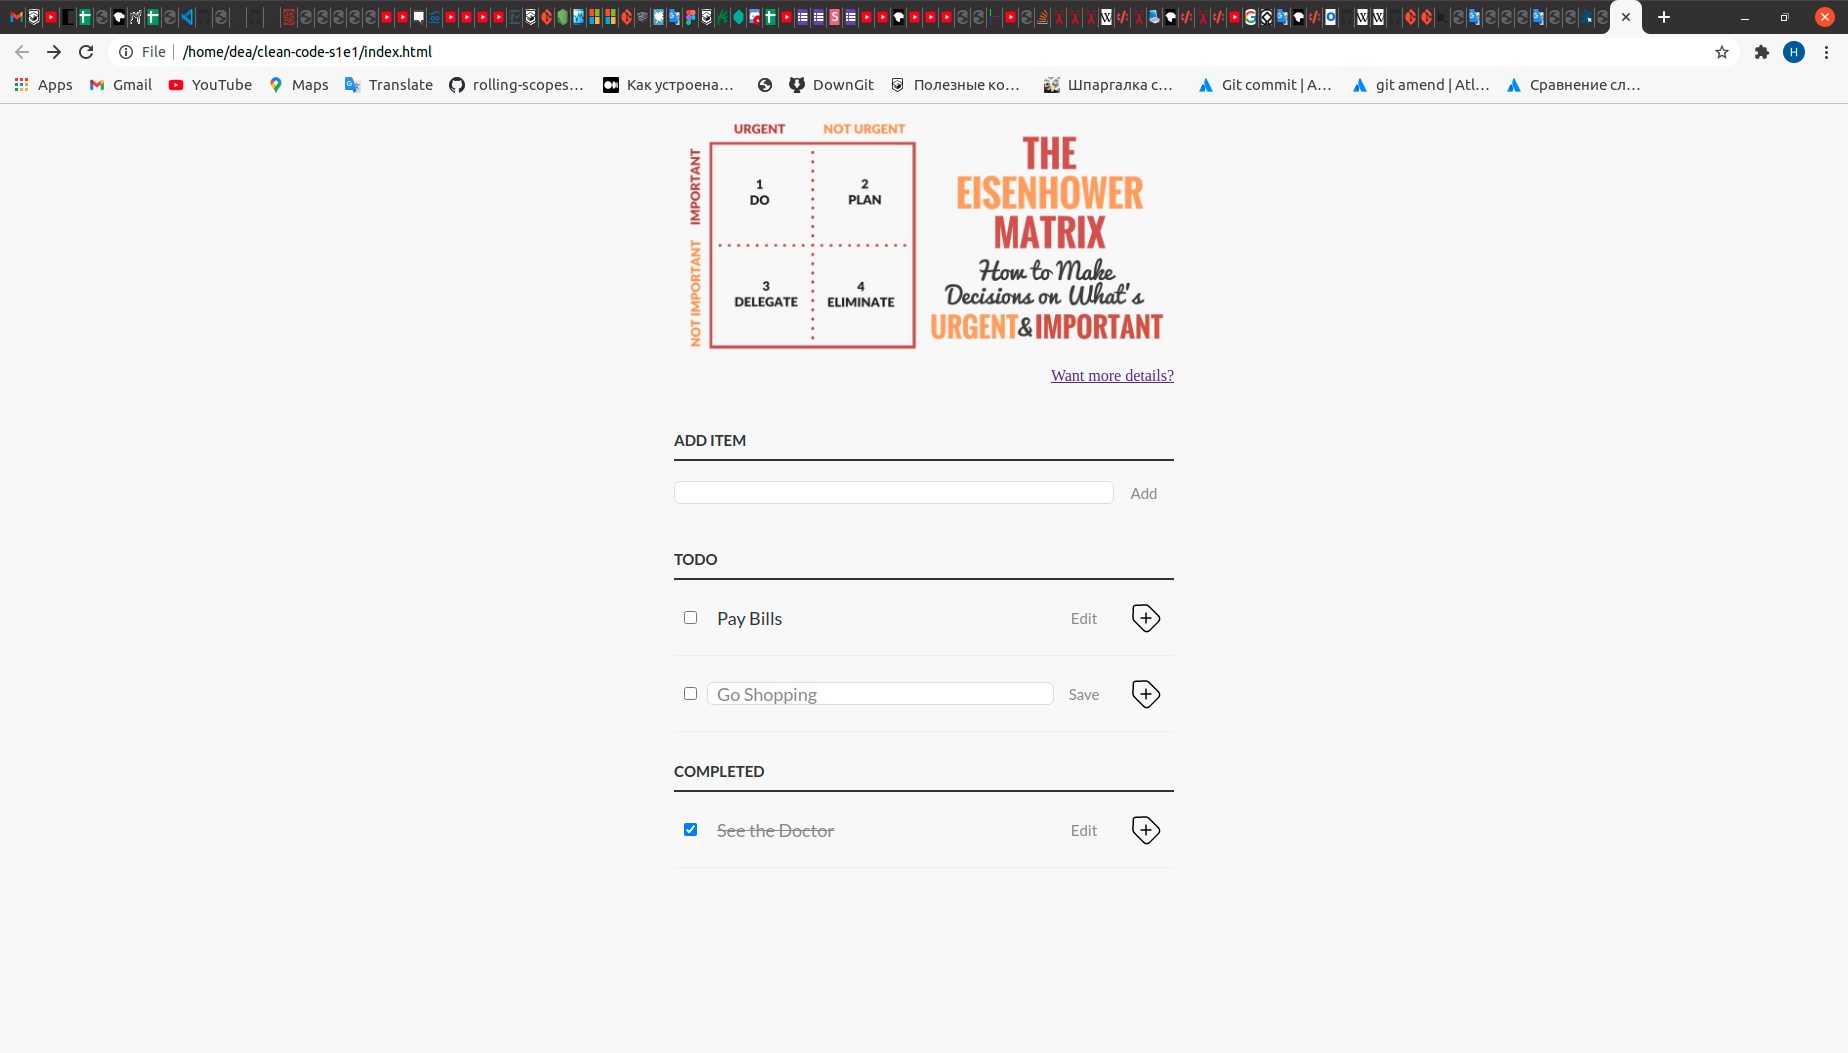 File /home/dea/clean-code-s1e1/index.html
H
Apps Gmail YouTube Maps Translate rolling-scopes... Как устроена... DownGit Полезные ко... Шпаргалка с... Git commit | A... git amend | Atl... Сравнение сл...
URGENT NOT URGENT
IMPORTANT
NOT IMPORTANT
1 2
DO PLAN
3 4
DELEGATE ELIMINATE
THE
EISENHOWER
MATRIX
How to Make
Decisions on What's
URGENT&IMPORTANT
Want more details?
ADD ITEM
Add
TODO
Pay Bills Edit
Go Shopping Save
COMPLETED
See the Doctor Edit